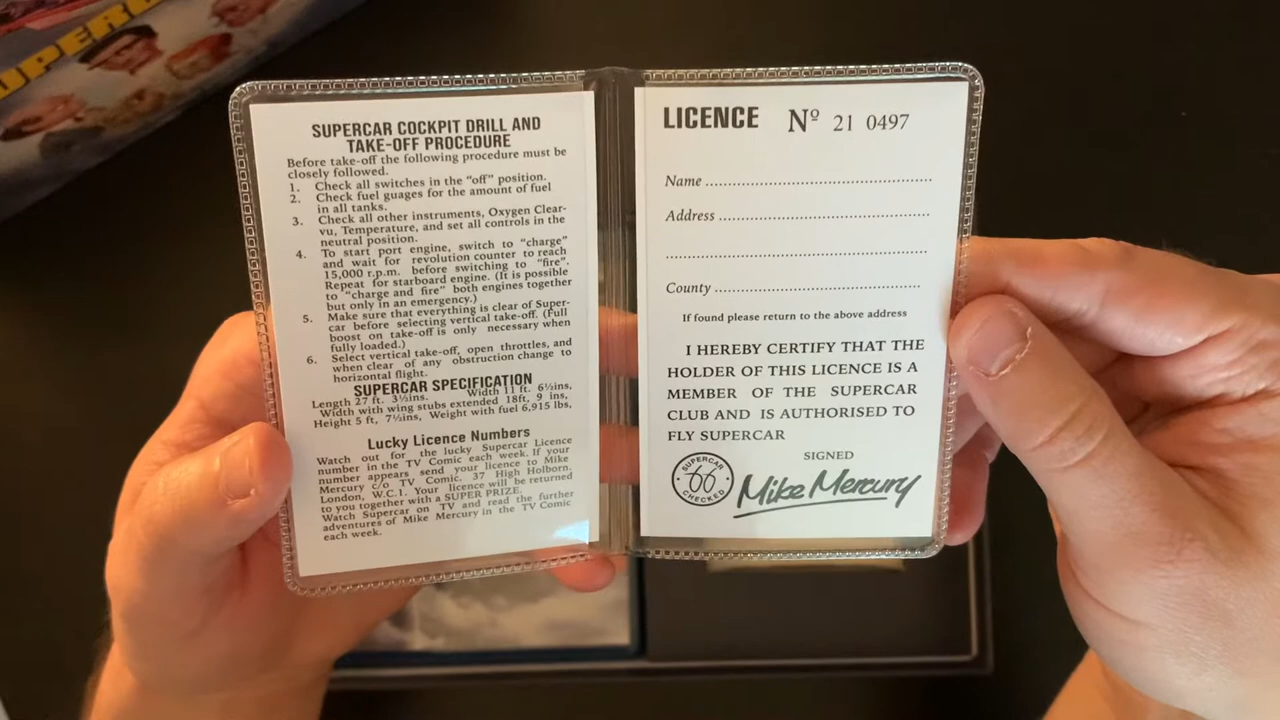 SUPERC
SUPERCAR COCKPIT DRILL AND
TAKE-OFF PROCEDURE
Before take-off the following procedure must be
closely followed.
1. Check all switches in the “off” position.
2. Check fuel guages for the amount of fuel
in all tanks.
3. Check all other instruments, Oxygen Clear-
vu, Temperature, and set all controls in the
neutral position.
4. To start port engine, switch to “charge”
and wait for revolution counter to reach
15,000 r.p.m. before switching to “fire”.
Repeat for starboard engine. (It is possible
to “charge and fire” both engines together
but only in an emergency.)
5. Make sure that everything is clear of Super-
car before selecting vertical take-off. (Full
boost on take-off is only necessary when
fully loaded.)
6. Select vertical take-off, open throttles, and
when clear of any obstruction change to
horizontal flight.
SUPERCAR SPECIFICATION
Length 27 ft. 3½ins. Width 11 ft. 6½ins,
Width with wing stubs extended 18ft, 9 ins,
Height 5 ft, 7½ins, Weight with fuel 6,915 lbs,
Lucky Licence Numbers
Watch out for the lucky Supercar Licence
number in the TV Comic each week. If your
number appears send your licence to Mike
Mercury c/o TV Comic. 37 High Holborn.
London, W.C.1. Your licence will be returned
to you together with a SUPER PRIZE.
Watch Supercar on TV and read the further
adventures of Mike Mercury in the TV Comic
each week.
LICENCE Nº 21 0497
Name
Address
County
If found please return to the above address
I HEREBY CERTIFY THAT THE
HOLDER OF THIS LICENCE IS A
MEMBER OF THE SUPERCAR
CLUB AND IS AUTHORISED TO
FLY SUPERCAR
SIGNED
SUPERCAR
66
CHECKED
Mike Mercury